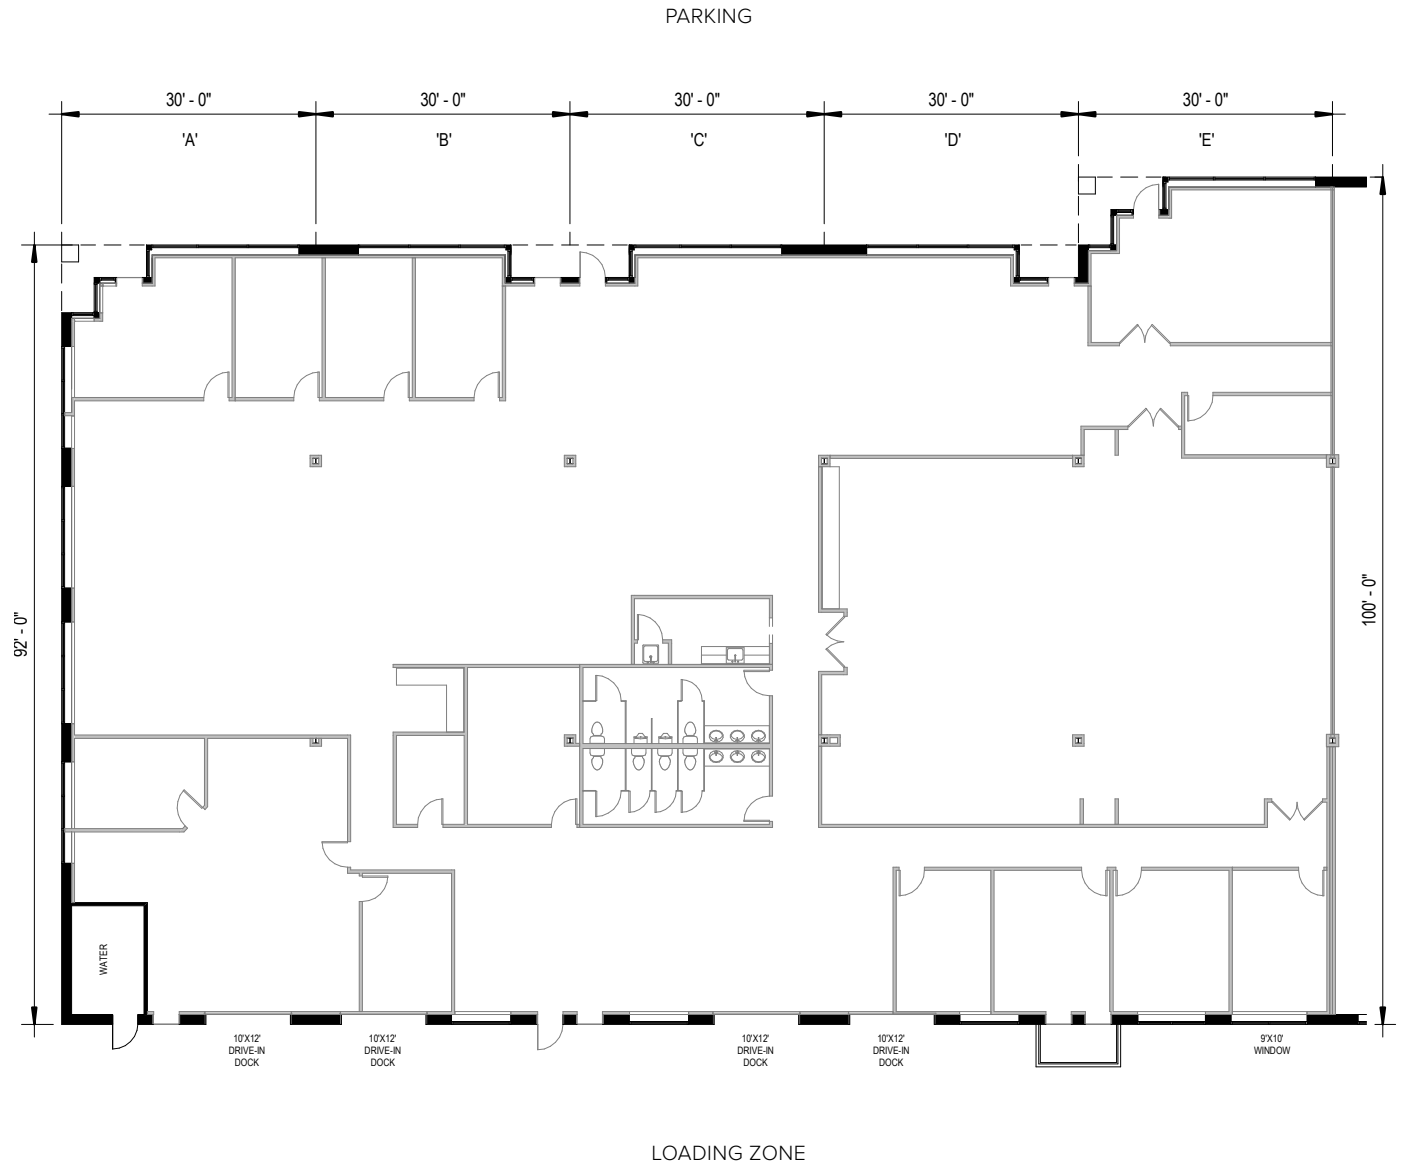 PARKING
30' - 0" 30' - 0" 30' - 0" 30' - 0" 30' - 0"
'A' 'B' 'C' 'D' 'E'
92' - 0"
100' - 0"
WATER
10'X12'
DRIVE-IN
DOCK
10'X12'
DRIVE-IN
DOCK
10'X12'
DRIVE-IN
DOCK
10'X12'
DRIVE-IN
DOCK
9'X10'
WINDOW
LOADING ZONE